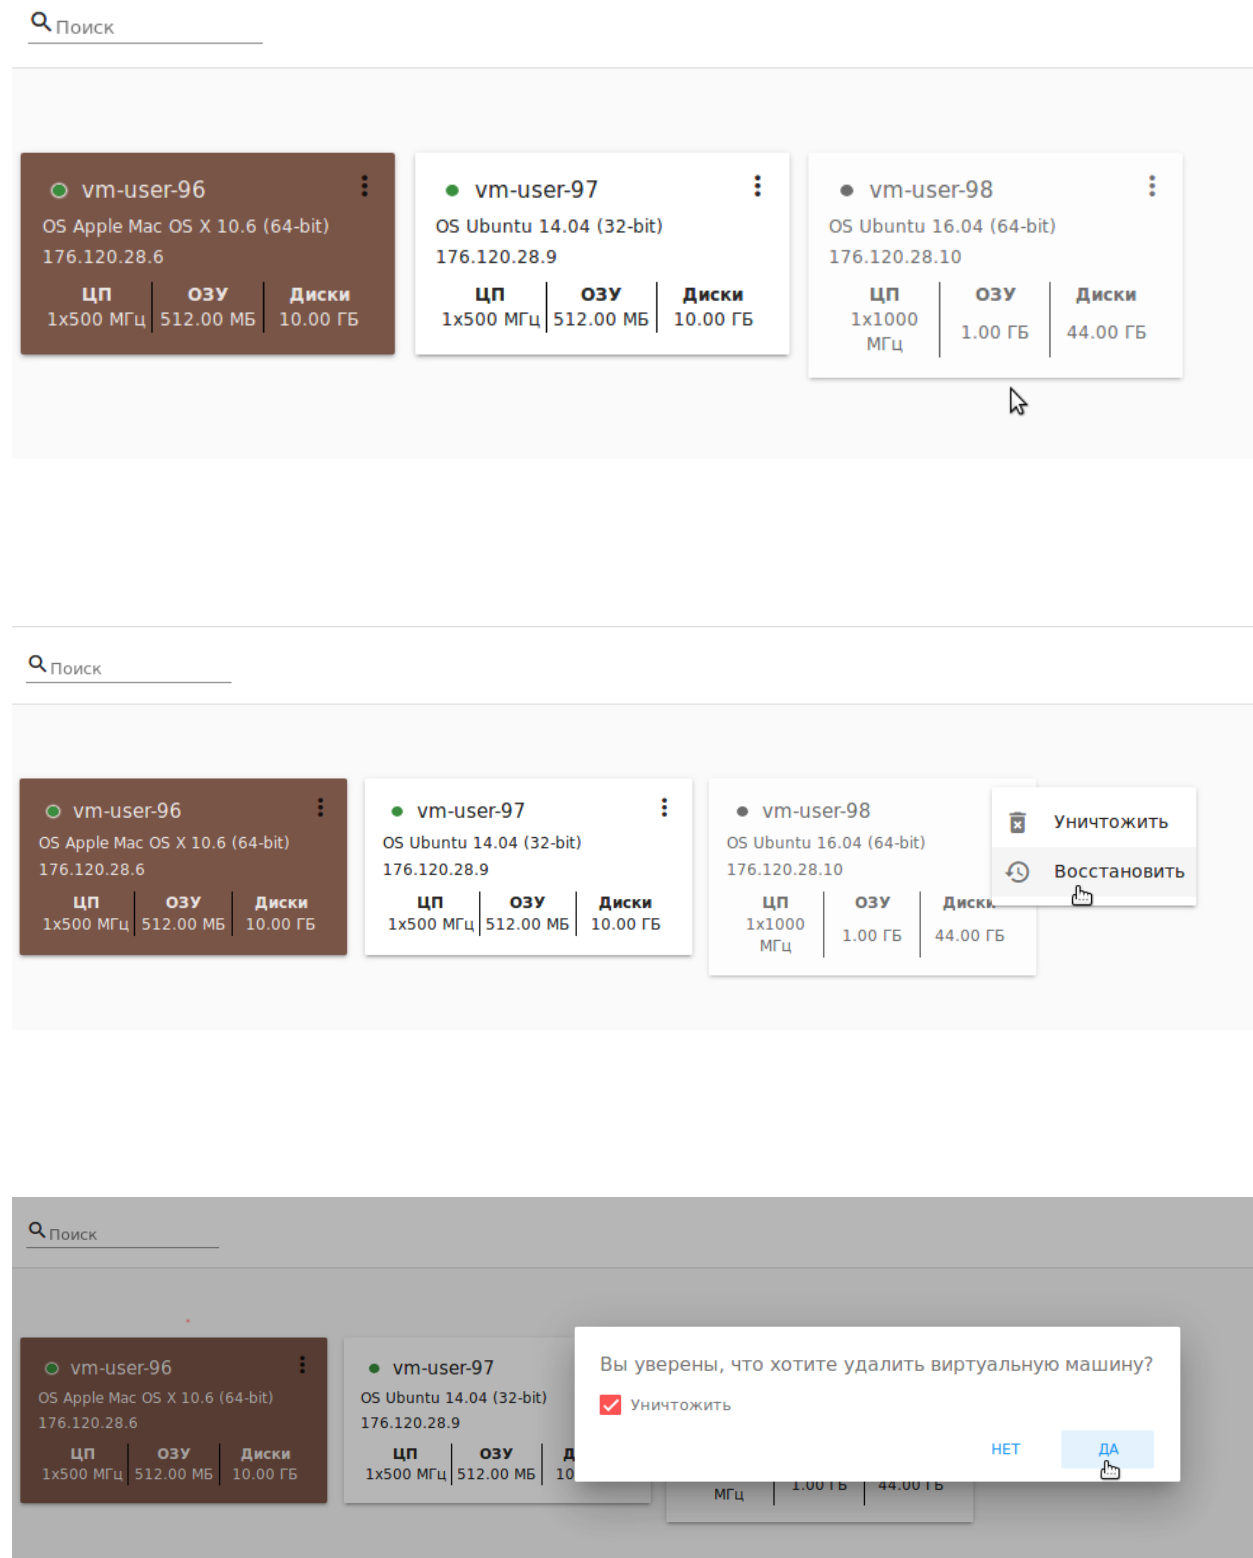 Поиск
vm-user-96
OS Apple Mac OS X 10.6 (64-bit)
176.120.28.6
ЦП ОЗУ Диски
1x500 МГц 512.00 МБ 10.00 ГБ
vm-user-97
OS Ubuntu 14.04 (32-bit)
176.120.28.9
ЦП ОЗУ Диски
1x500 МГц 512.00 МБ 10.00 ГБ
vm-user-98
OS Ubuntu 16.04 (64-bit)
176.120.28.10
ЦП ОЗУ Диски
1x1000 1.00 ГБ 44.00 ГБ
МГц
Поиск
vm-user-96
OS Apple Mac OS X 10.6 (64-bit)
176.120.28.6
ЦП ОЗУ Диски
1x500 МГц 512.00 МБ 10.00 ГБ
vm-user-97
OS Ubuntu 14.04 (32-bit)
176.120.28.9
ЦП ОЗУ Диски
1x500 МГц 512.00 МБ 10.00 ГБ
vm-user-98
OS Ubuntu 16.04 (64-bit)
176.120.28.10
ЦП ОЗУ Диски
1x1000 1.00 ГБ 44.00 ГБ
МГц
Уничтожить
Восстановить
Поиск
vm-user-96
OS Apple Mac OS X 10.6 (64-bit)
176.120.28.6
ЦП ОЗУ Диски
1x500 МГц 512.00 МБ 10.00 ГБ
vm-user-97
OS Ubuntu 14.04 (32-bit)
176.120.28.9
ЦП ОЗУ Д
1x500 МГц 512.00 МБ 10
МГц 1.00 ГБ 44.00 ГБ
Вы уверены, что хотите удалить виртуальную машину?
Уничтожить
НЕТ ДА